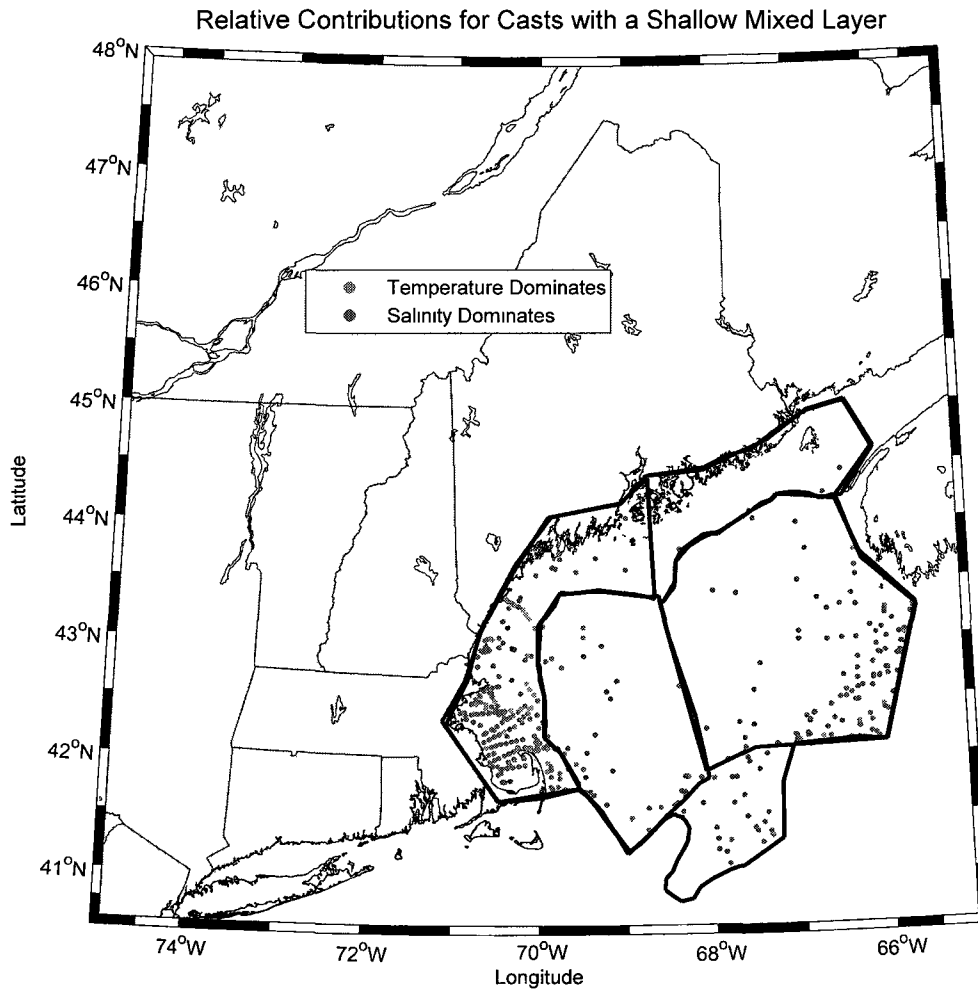 Relative Contributions for Casts with a Shallow Mixed Layer
48°N
47°N
46°N
45°N
44°N
43°N
42°N
41°N
Latitude
Temperature Dominates
Salinity Dominates
74°W
72°W
70°W
68°W
66°W
Longitude